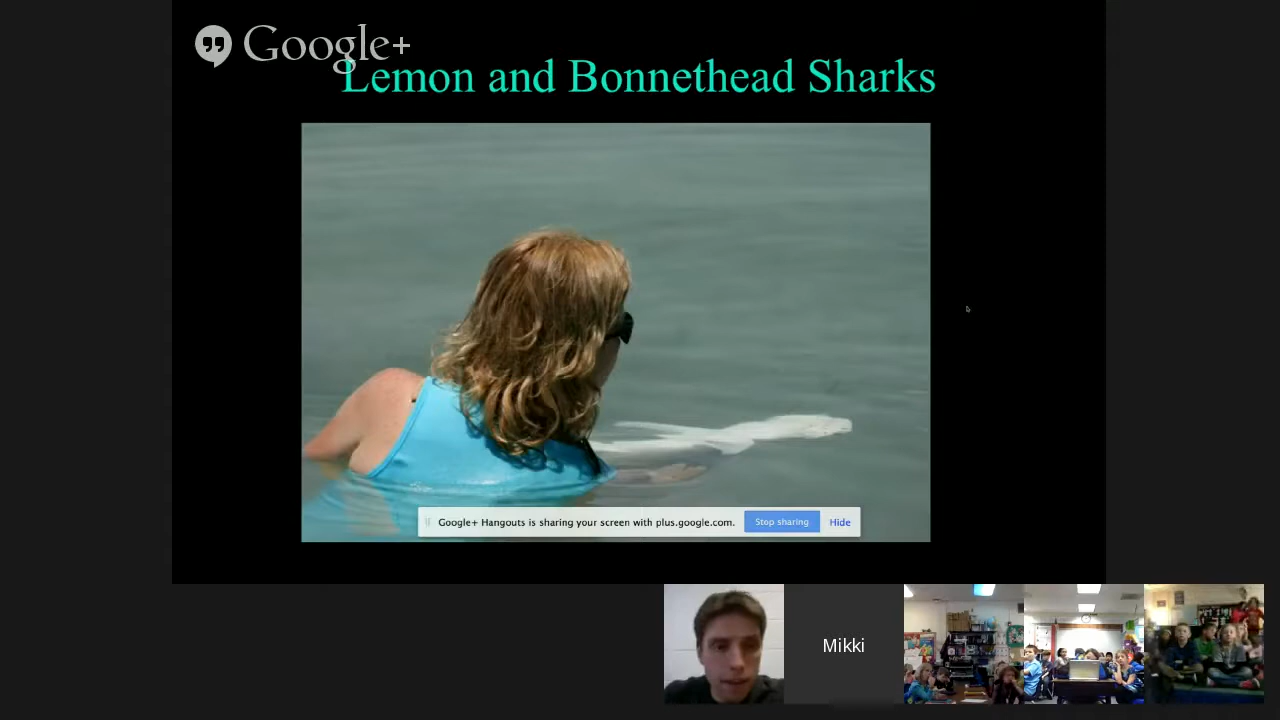 Google+
Lemon and Bonnethead Sharks
Google+ Hangouts is sharing your screen with plus.google.com.
Stop sharing
Hide
Mikki